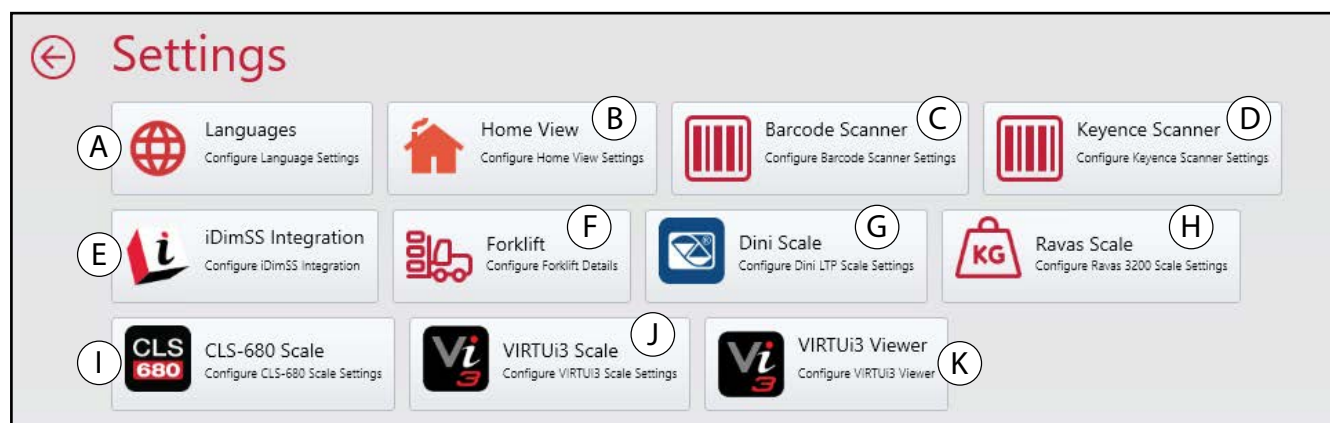 Settings
A
Languages
Configure Language Settings
Home View
Configure Home View Settings
B
Barcode Scanner
Configure Barcode Scanner Settings
C
Keyence Scanner
Configure Keyence Scanner Settings
D
E
i
iDimSS Integration
Configure iDimSS Integration
Forklift
Configure Forklift Details
F
Dini Scale
Configure Dini LTP Scale Settings
G
KG
Ravas Scale
Configure Ravas 3200 Scale Settings
H
I
CLS
680
CLS-680 Scale
Configure CLS-680 Scale Settings
Vi
3
VIRTUi3 Scale
Configure VIRTUi3 Scale Settings
J
Vi
3
VIRTUi3 Viewer
Configure VIRTUi3 Viewer
K